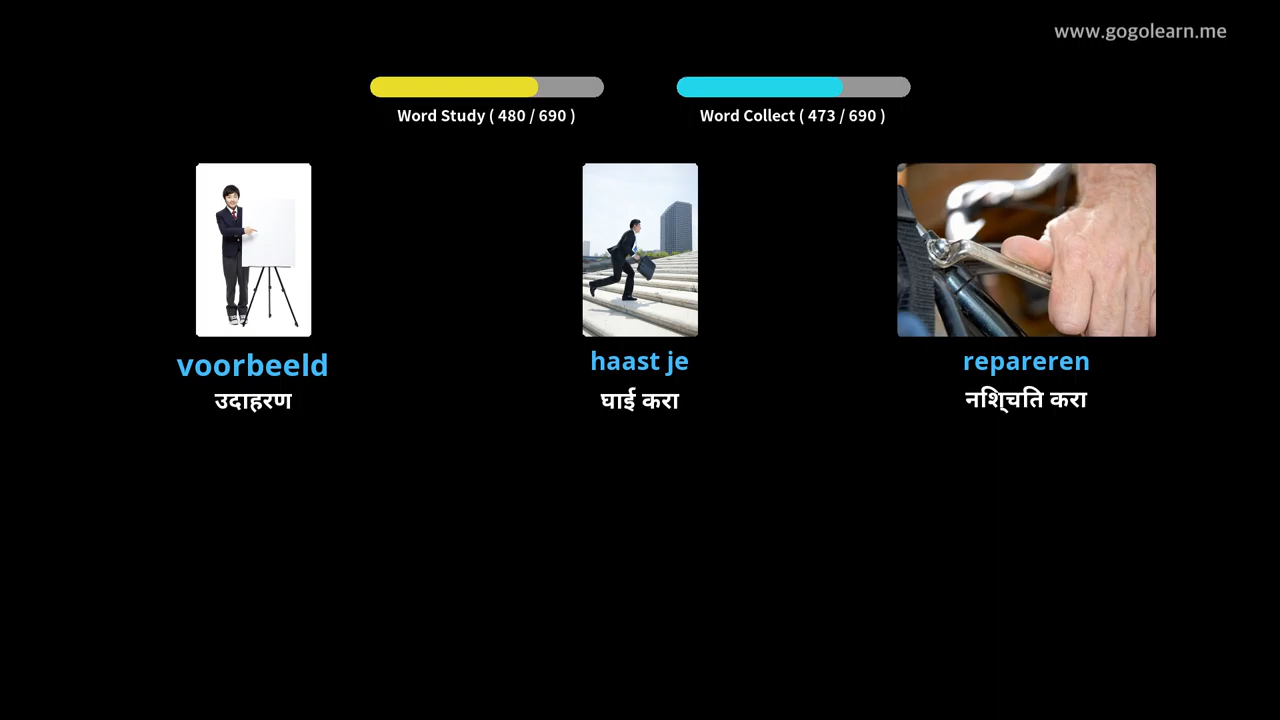 www.gogolearn.me
Word Study ( 480 / 690 )
Word Collect ( 473 / 690 )
voorbeeld
उदाहरण
haast je
घाई करा
repareren
नशि्चति करा